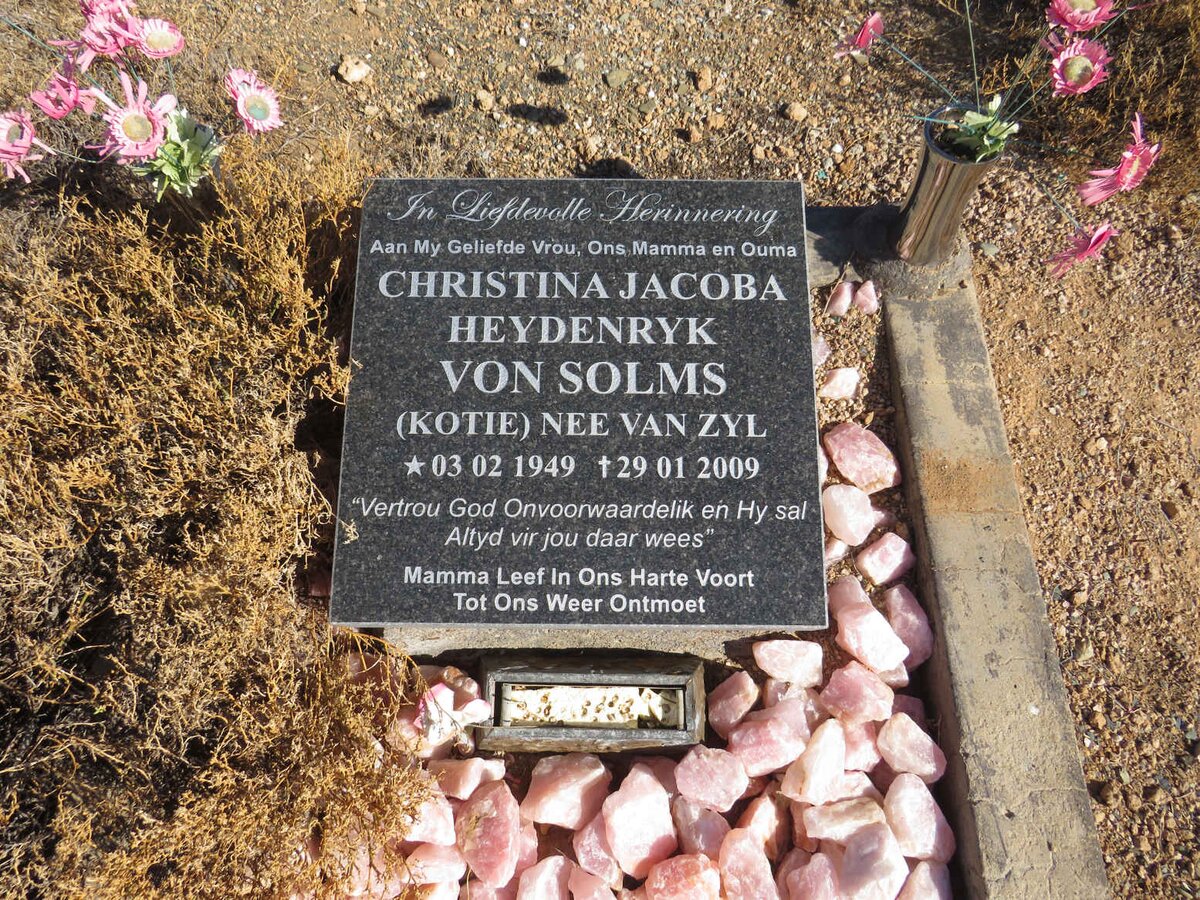 In Liefdevolle Herinnering
Aan My Geliefde Vrou, Ons Mamma en Ouma
CHRISTINA JACOBA
HEYDENRYK
VON SOLMS
(KOTIE) NEE VAN ZYL
★03 02 1949 †29 01 2009
“Vertrou God Onvoorwaardelik en Hy sal
Altyd vir jou daar wees”
Mamma Leef In Ons Harte Voort
Tot Ons Weer Ontmoet